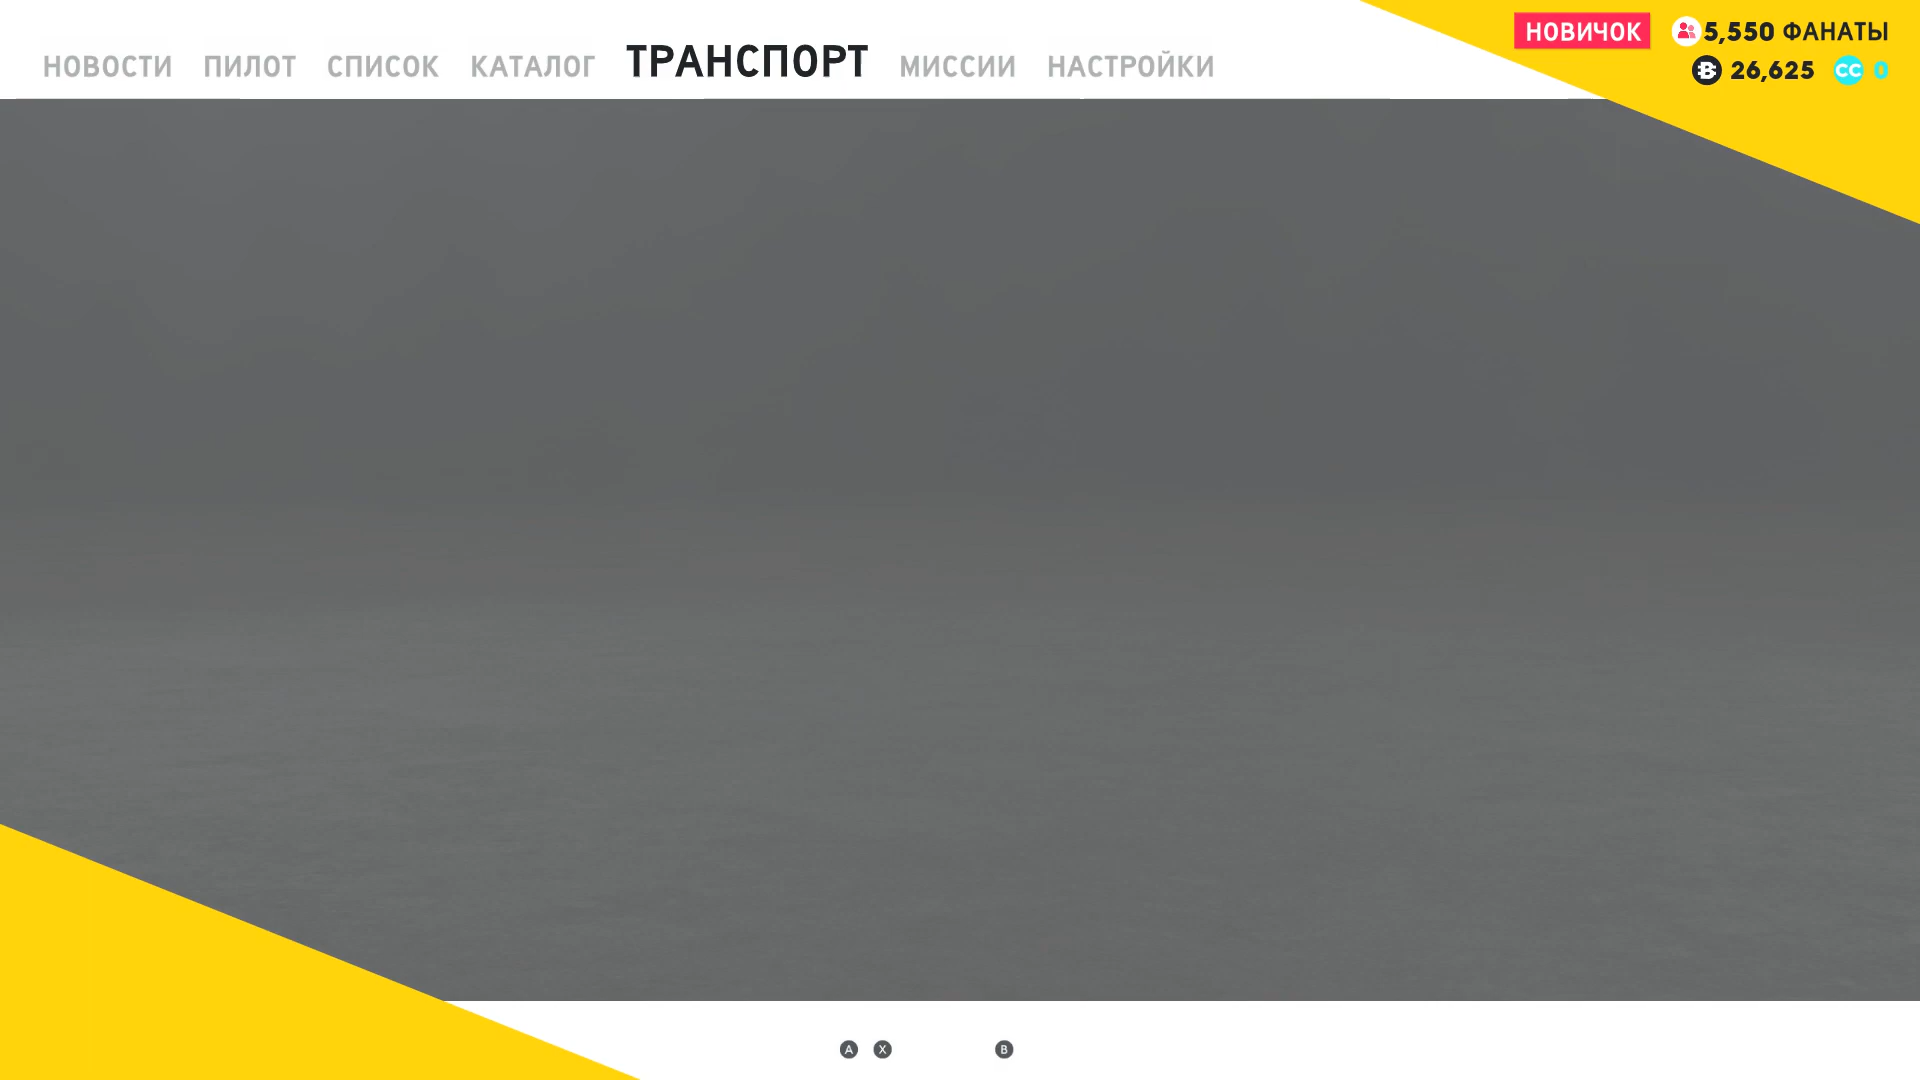 НОВОСТИ ПИЛОТ СПИСОК КАТАЛОГ ТРАНСПОРТ МИССИИ НАСТРОЙКИ
НОВИЧОК 5,550 ФАНАТЫ
26,625 CC 0
A X B